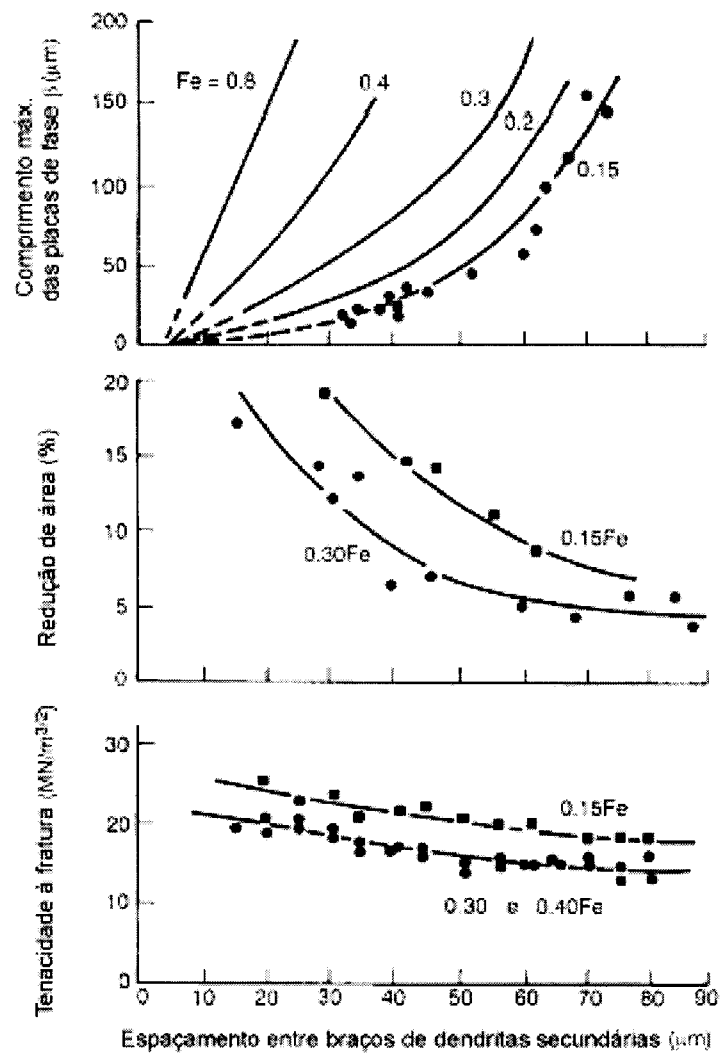 Comprimento máx.
das placas de fase β (μm)
200
150
100
50
0
Fe = 0.8
0.4
0.3
0.2
0.15
Redução de área (%)
20
15
10
5
0
0.30Fe
0.15Fe
Tenacidade à fratura (MN/m3/2)
30
20
10
0
0.15Fe
0.30 e 0.40Fe
0 10 20 30 40 50 60 70 80 90
Espaçamento entre braços de dendritas secundárias (μm)